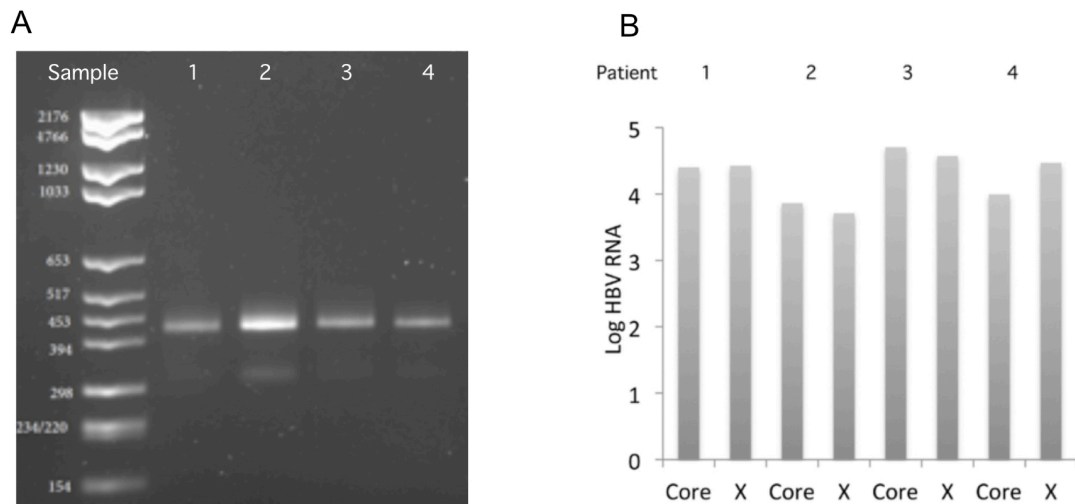 A
Sample 1 2 3 4
2176
1766
1230
1033
653
517
453
394
298
234/220
154
B
Patient 1 2 3 4
5
4
3
2
1
0
Log HBV RNA
Core X Core X Core X Core X